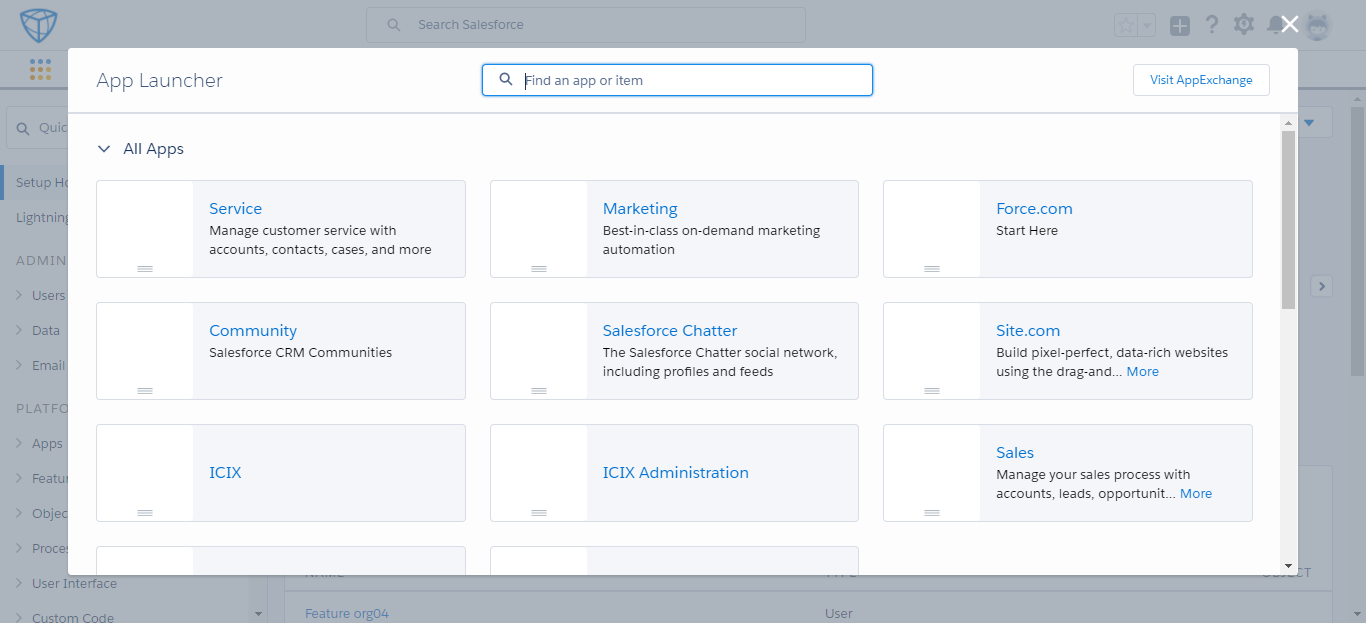 Search Salesforce
App Launcher
Find an app or item
Visit AppExchange
Quic
All Apps
Setup Ho
Lightning
Service
Manage customer service with
accounts, contacts, cases, and more
Marketing
Best-in-class on-demand marketing
automation
Force.com
Start Here
ADMIN
Users
Data
Email
Community
Salesforce CRM Communities
Salesforce Chatter
The Salesforce Chatter social network,
including profiles and feeds
Site.com
Build pixel-perfect, data-rich websites
using the drag-and... More
PLATFO
Apps
Featu
Objec
Proces
User Interface
Custom Code
ICIX
ICIX Administration
Sales
Manage your sales process with
accounts, leads, opportunit... More
NAME
TYPE
OBJECT
Feature org04
User